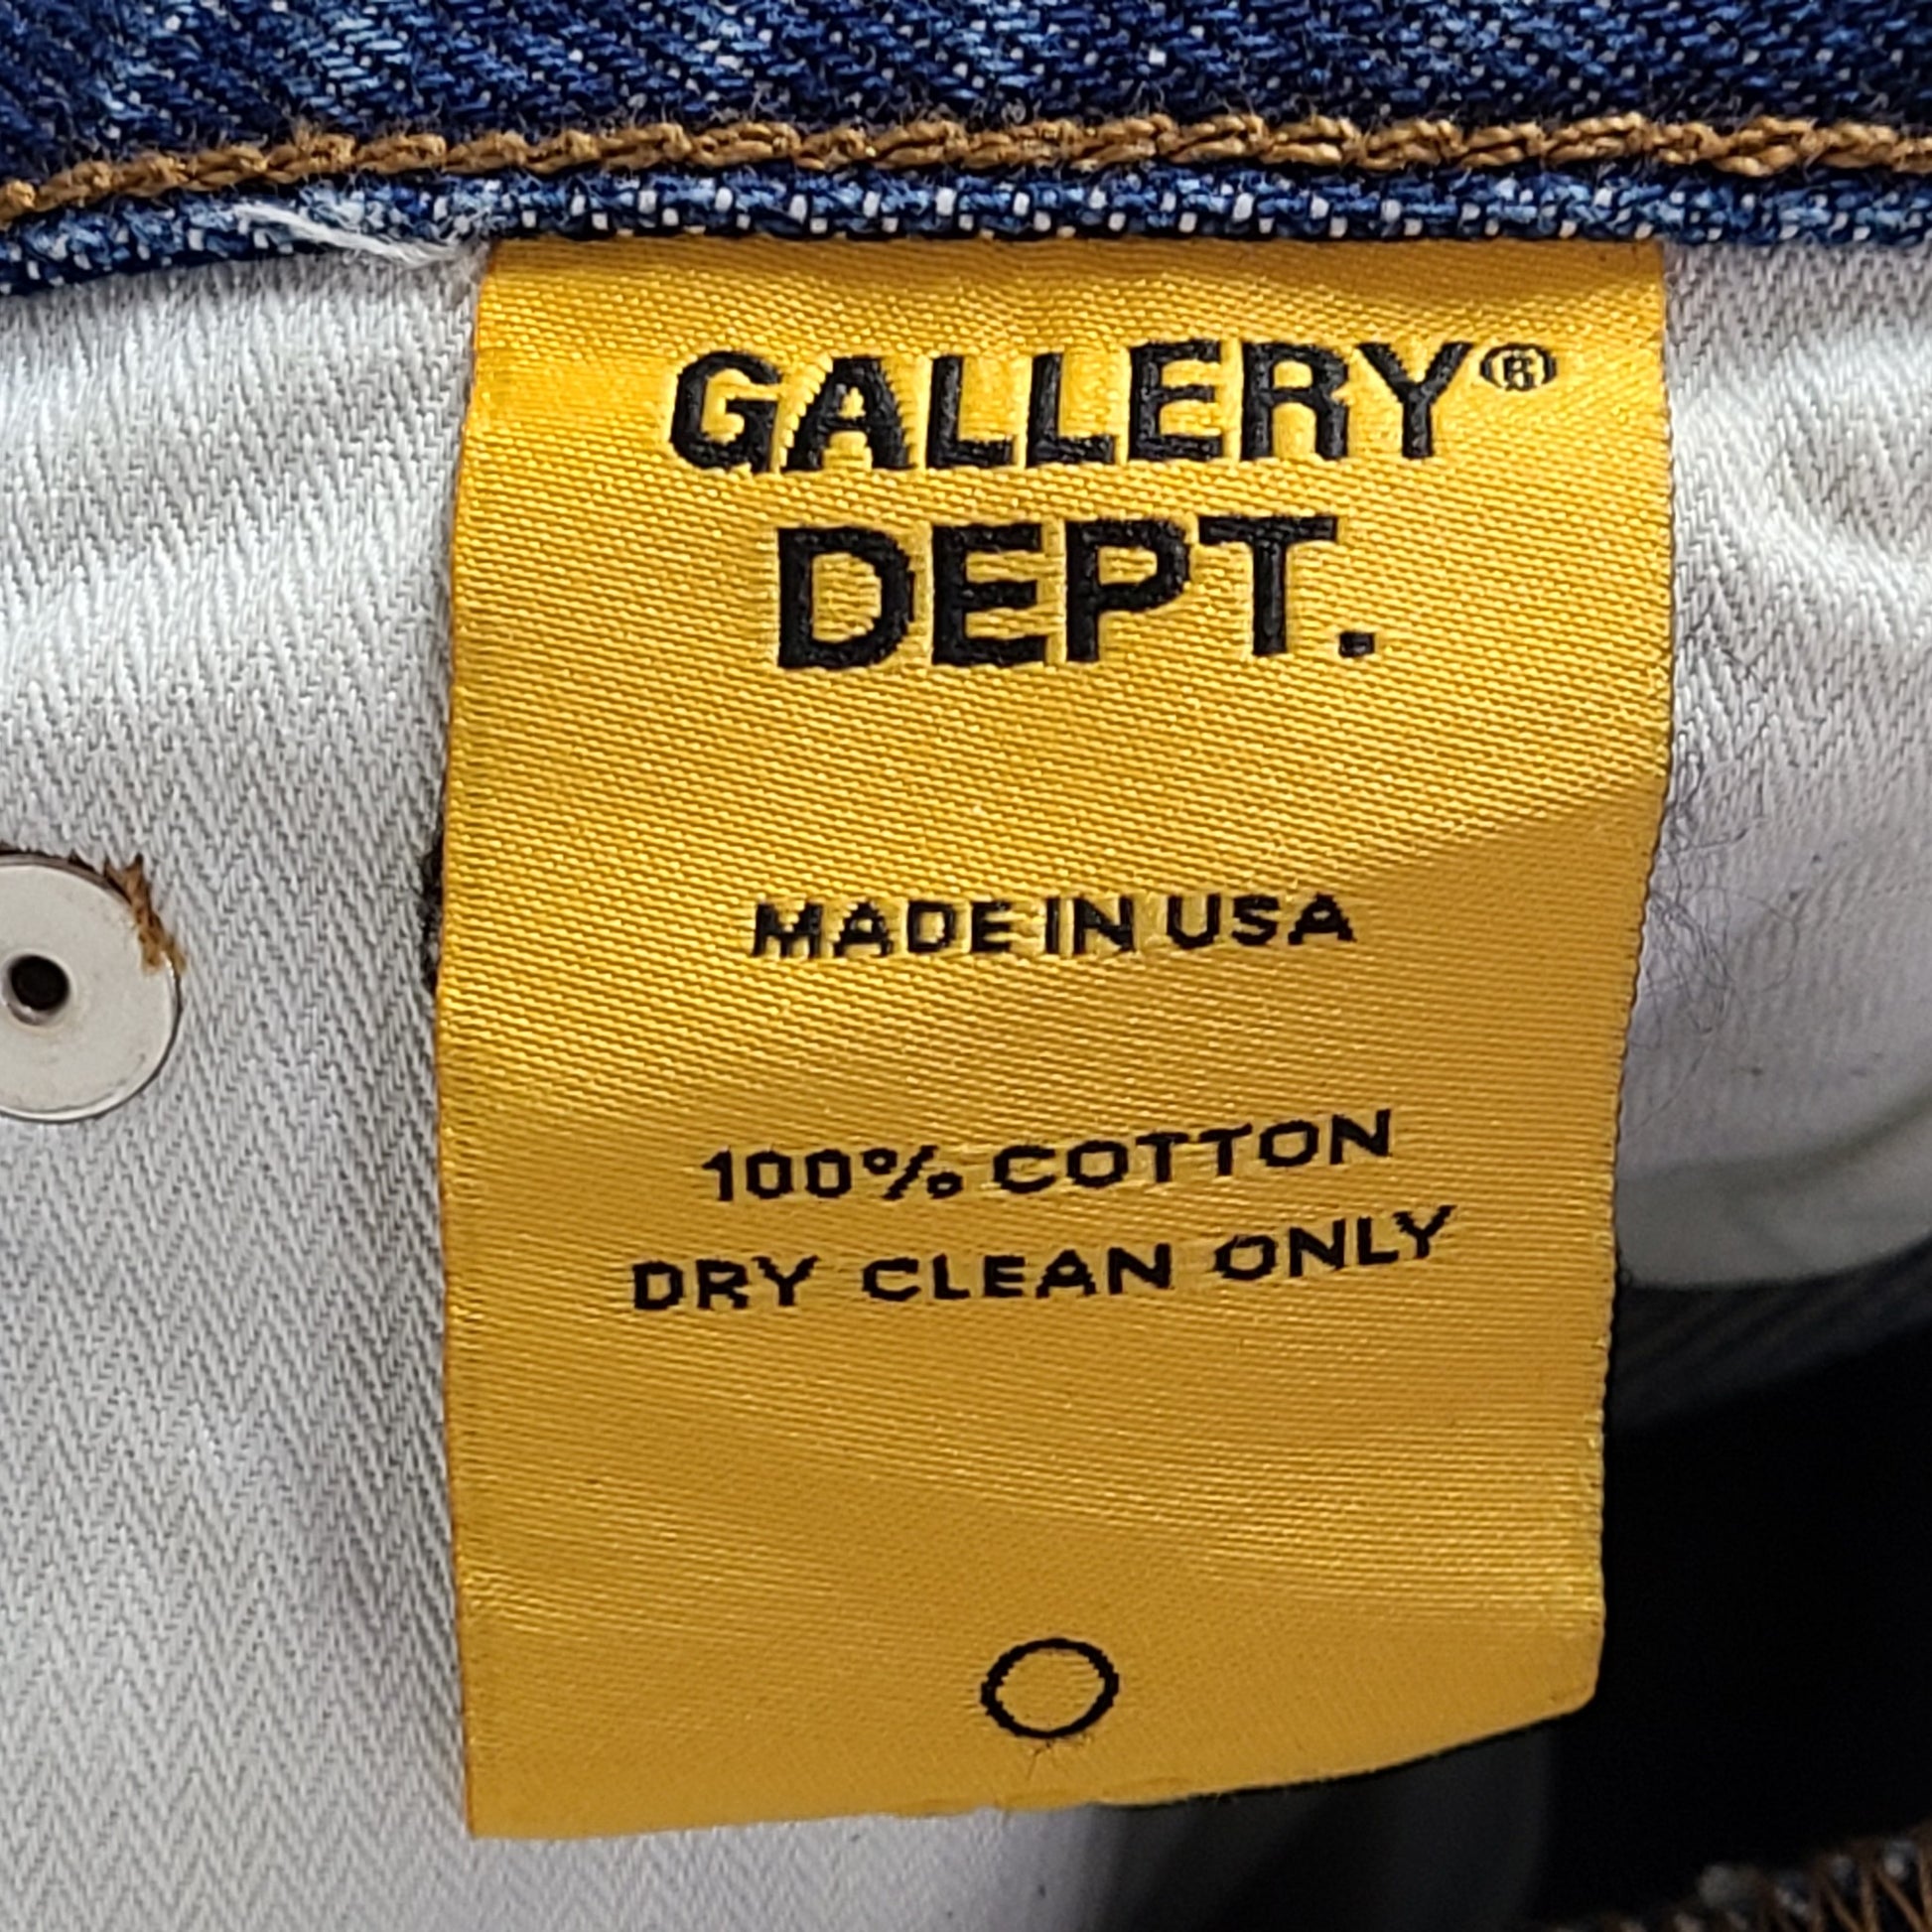 GALLERY®
DEPT.
MADE IN USA
100% COTTON
DRY CLEAN ONLY